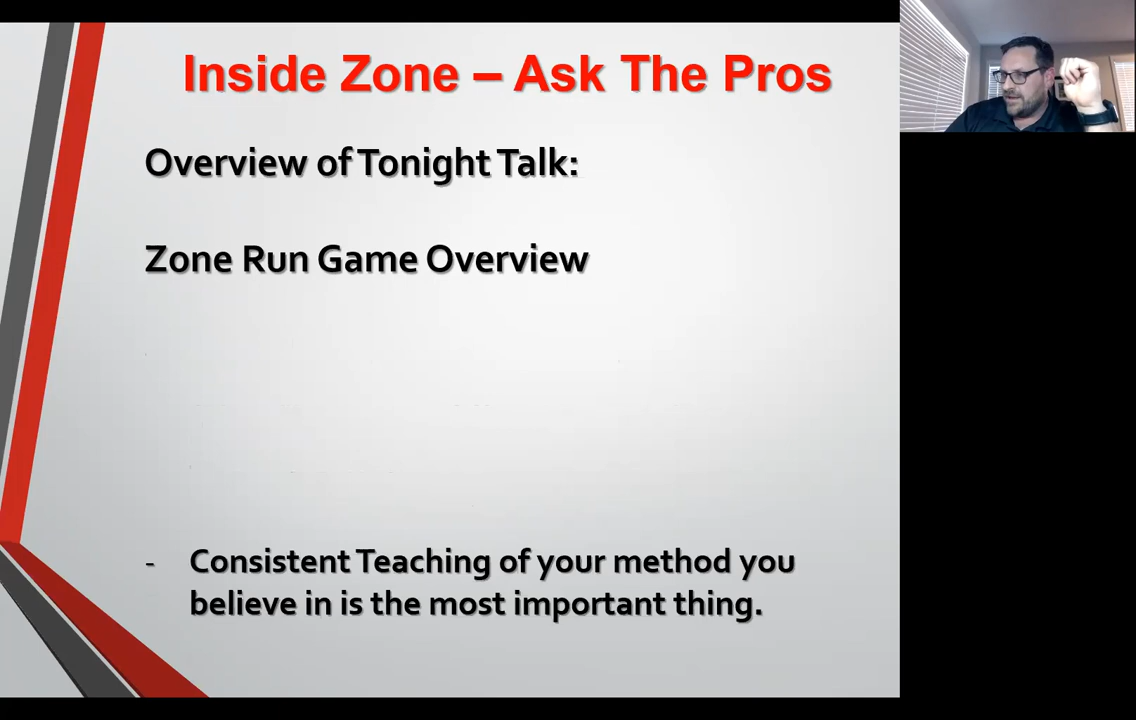 Inside Zone – Ask The Pros
Overview of Tonight Talk:
Zone Run Game Overview
- Consistent Teaching of your method you
believe in is the most important thing.